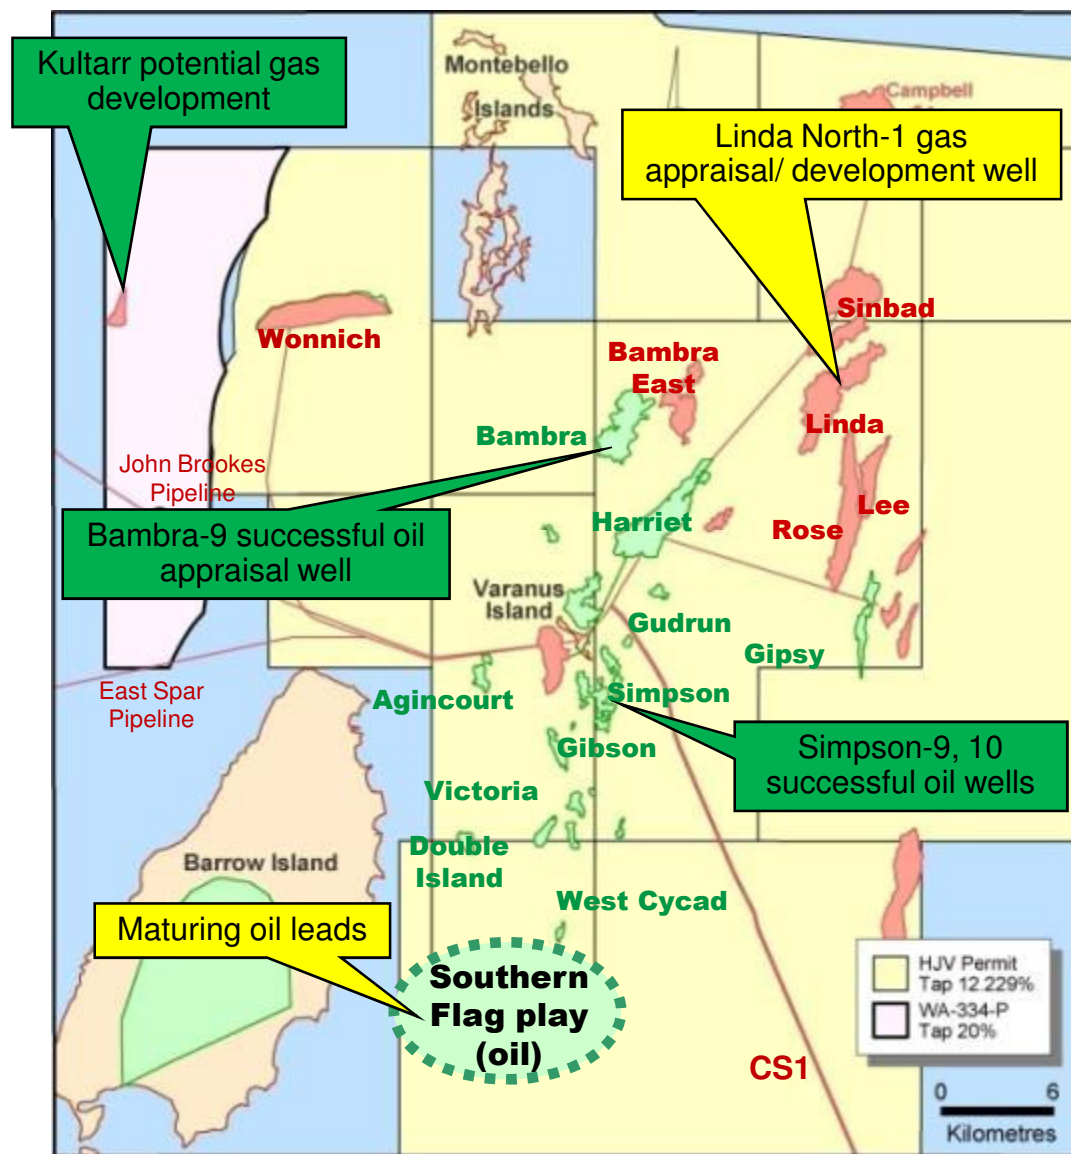 Kultarr potential gas
development
Montebello
Islands
Campbell
Linda North-1 gas
appraisal/ development well
Sinbad
Wonnich
Bambra
East
Linda
Bambra
John Brookes
Pipeline
Bambra-9 successful oil
appraisal well
Harriet
Lee
Rose
Varanus
Island
Gudrun
Gipsy
East Spar
Pipeline
Agincourt
Simpson
Gibson
Simpson-9, 10
successful oil wells
Victoria
Double
Island
Barrow Island
West Cycad
Maturing oil leads
Southern
Flag play
(oil)
HJV Permit
Tap 12.229%
WA-334-P
Tap 20%
CS1
0 6
Kilometres